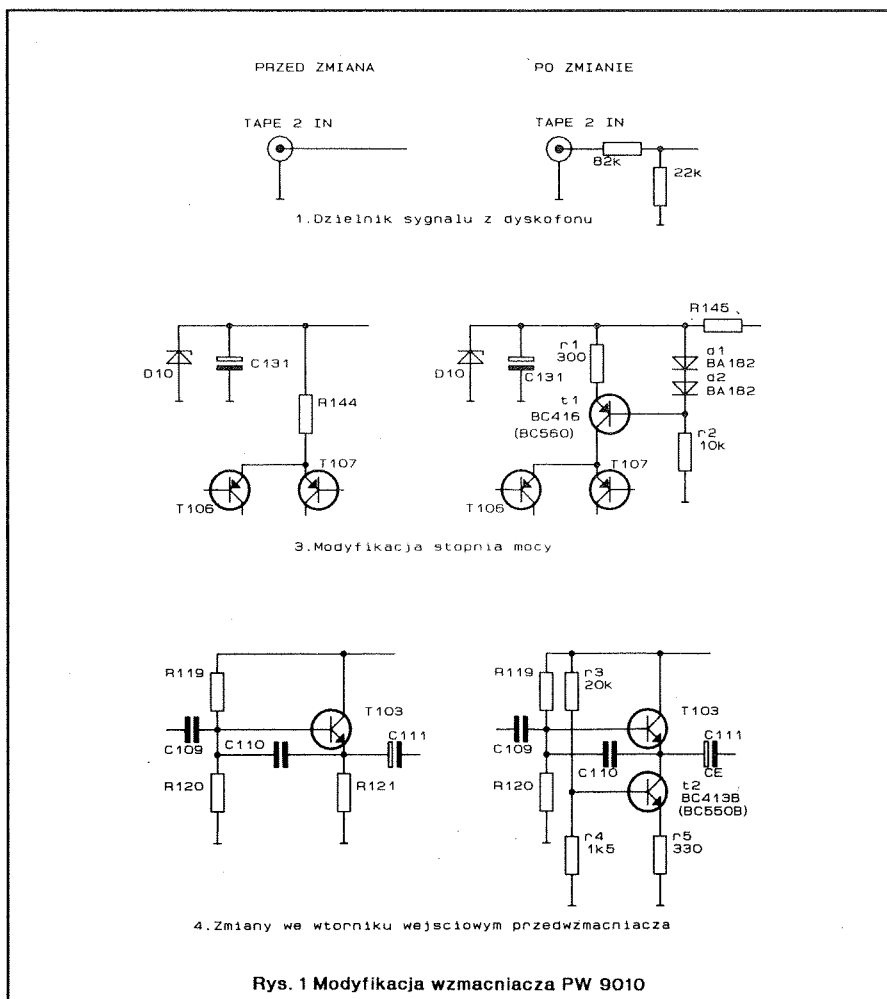 PRZED ZMIANA
PO ZMIANIE
TAPE 2 IN
TAPE 2 IN
82k
22k
1.Dzielnik sygnalu z dyskofonu
D10
C131
R144
T106
T107
D10
C131
r1
300
t1
BC416
(BC560)
R145
d1
BA182
d2
BA182
r2
10k
T106
T107
3.Modyfikacja stopnia mocy
R119
C109
C110
R120
T103
C111
R121
R119
r3
20k
C109
C110
R120
T103
C111
CE
t2
BC413B
(BC550B)
r4
1k5
r5
330
4.Zmiany we wtorniku wejsciowym przedwzmacniacza
Rys. 1 Modyfikacja wzmacniacza PW 9010